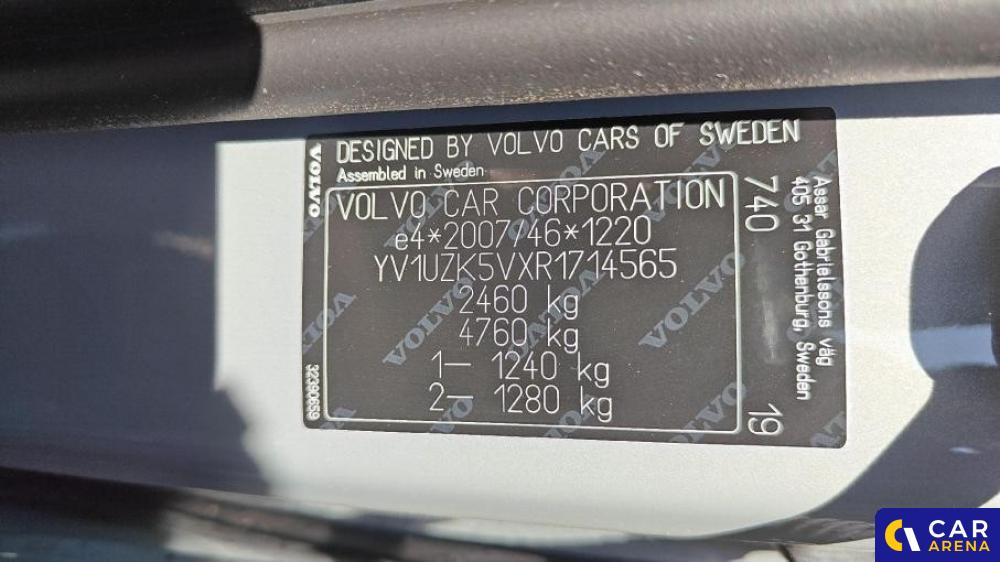 VOLVO
DESIGNED BY VOLVO CARS OF SWEDEN
Assembled in Sweden
VOLVO CAR CORPORATION
e4*2007/46*1220
YV1UZK5VXR1714565
2460 kg
4760 kg
1– 1240 kg
2– 1280 kg
32390659
740
19
Assar Gabrielssons väg
405 31 Gothenburg, Sweden
CAR
ARENA